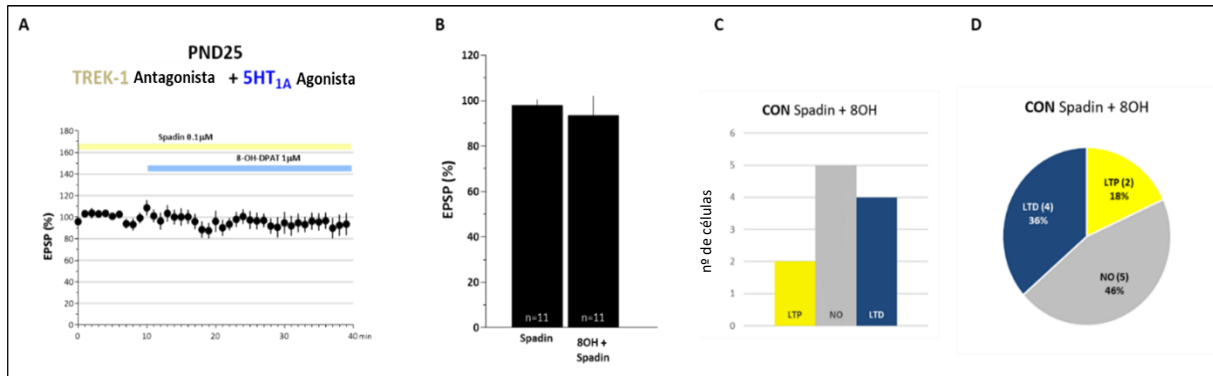 A
PND25
TREK-1 Antagonista + 5HT1A Agonista
EPSP (%)
180
160
140
120
100
80
60
40
20
0
Spadin 0.1µM
8-OH-DPAT 1µM
0
10
20
30
40 min
B
EPSP (%)
120
100
80
60
40
20
0
n=11
n=11
Spadin
8OH +
Spadin
C
CON Spadin + 8OH
nº de células
6
5
4
3
2
1
0
LTP
NO
LTD
D
CON Spadin + 8OH
LTP (2)
18%
LTD (4)
36%
NO (5)
46%